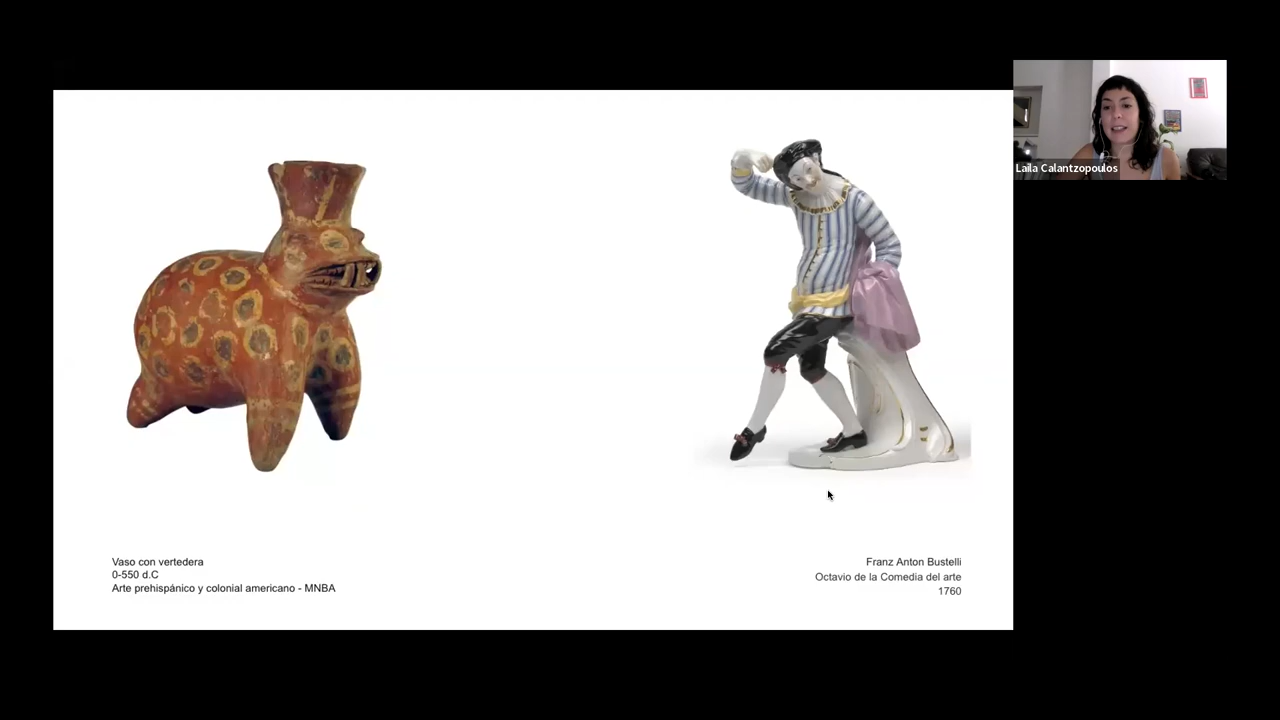 Laila Calantzopoulos
Vaso con vertedera
0-550 d.C
Arte prehispánico y colonial americano - MNBA
Franz Anton Bustelli
Octavio de la Comedia del arte
1760